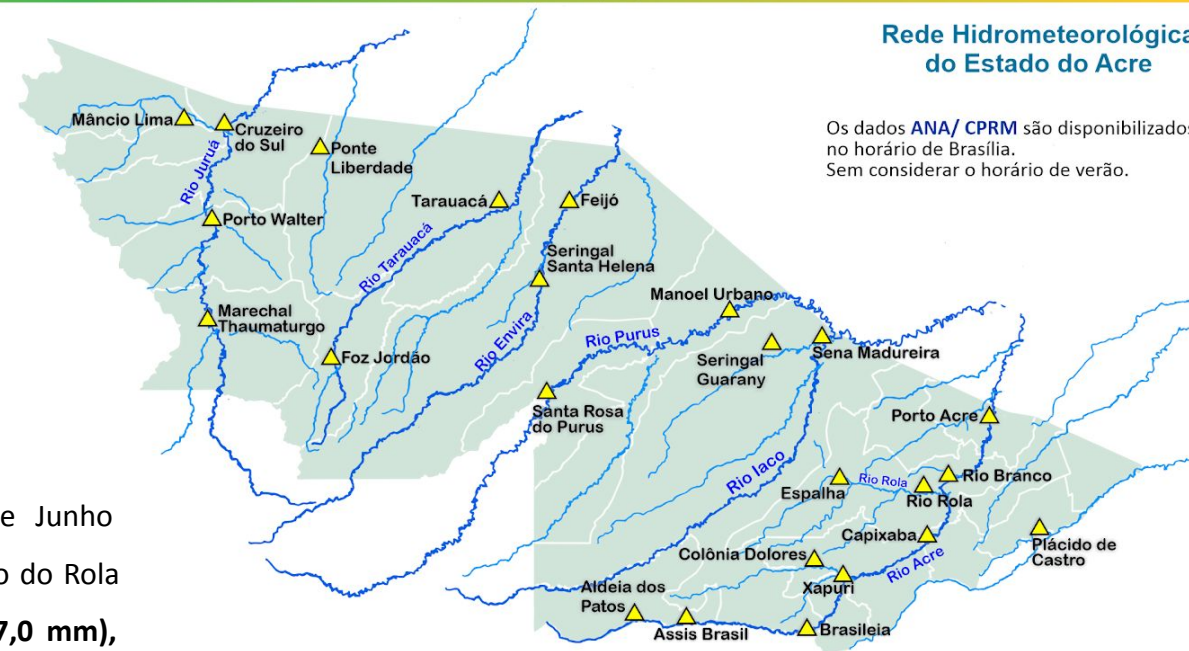 Rede Hidrometeorológica
do Estado do Acre
Os dados ANA/ CPRM são disponibilizados
no horário de Brasília.
Sem considerar o horário de verão.
Mâncio Lima
Cruzeiro
do Sul
Ponte
Liberdade
Rio Juruá
Porto Walter
Tarauacá
Feijó
Rio Tarauacá
Seringal
Santa Helena
Manoel Urbano
Marechal
Thaumaturgo
Foz Jordão
Rio Envira
Rio Purus
Seringal
Guarany
Sena Madureira
Santa Rosa
do Purus
Porto Acre
Rio Iaco
Espalha
Rio Rola
Rio Rola
Rio Branco
Capixaba
Plácido de
Castro
Colônia Dolores
Rio Acre
Xapuri
Aldeia dos
Patos
Assis Brasil
Brasileia
e Junho
o do Rola
7,0 mm),